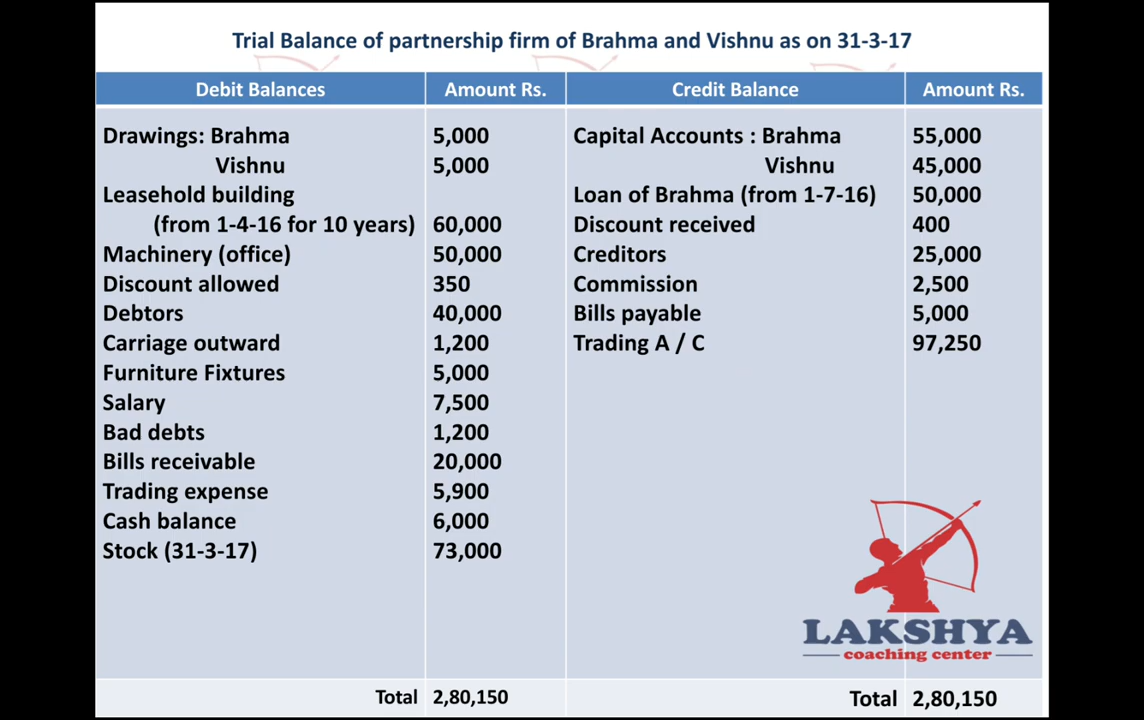 Trial Balance of partnership firm of Brahma and Vishnu as on 31-3-17
Debit Balances Amount Rs. Credit Balance Amount Rs.
Drawings: Brahma 5,000 Capital Accounts : Brahma 55,000
Vishnu 5,000 Vishnu 45,000
Leasehold building Loan of Brahma (from 1-7-16) 50,000
(from 1-4-16 for 10 years) 60,000 Discount received 400
Machinery (office) 50,000 Creditors 25,000
Discount allowed 350 Commission 2,500
Debtors 40,000 Bills payable 5,000
Carriage outward 1,200 Trading A / C 97,250
Furniture Fixtures 5,000
Salary 7,500
Bad debts 1,200
Bills receivable 20,000
Trading expense 5,900
Cash balance 6,000
Stock (31-3-17) 73,000
LAKSHYA
coaching center
Total 2,80,150 Total 2,80,150